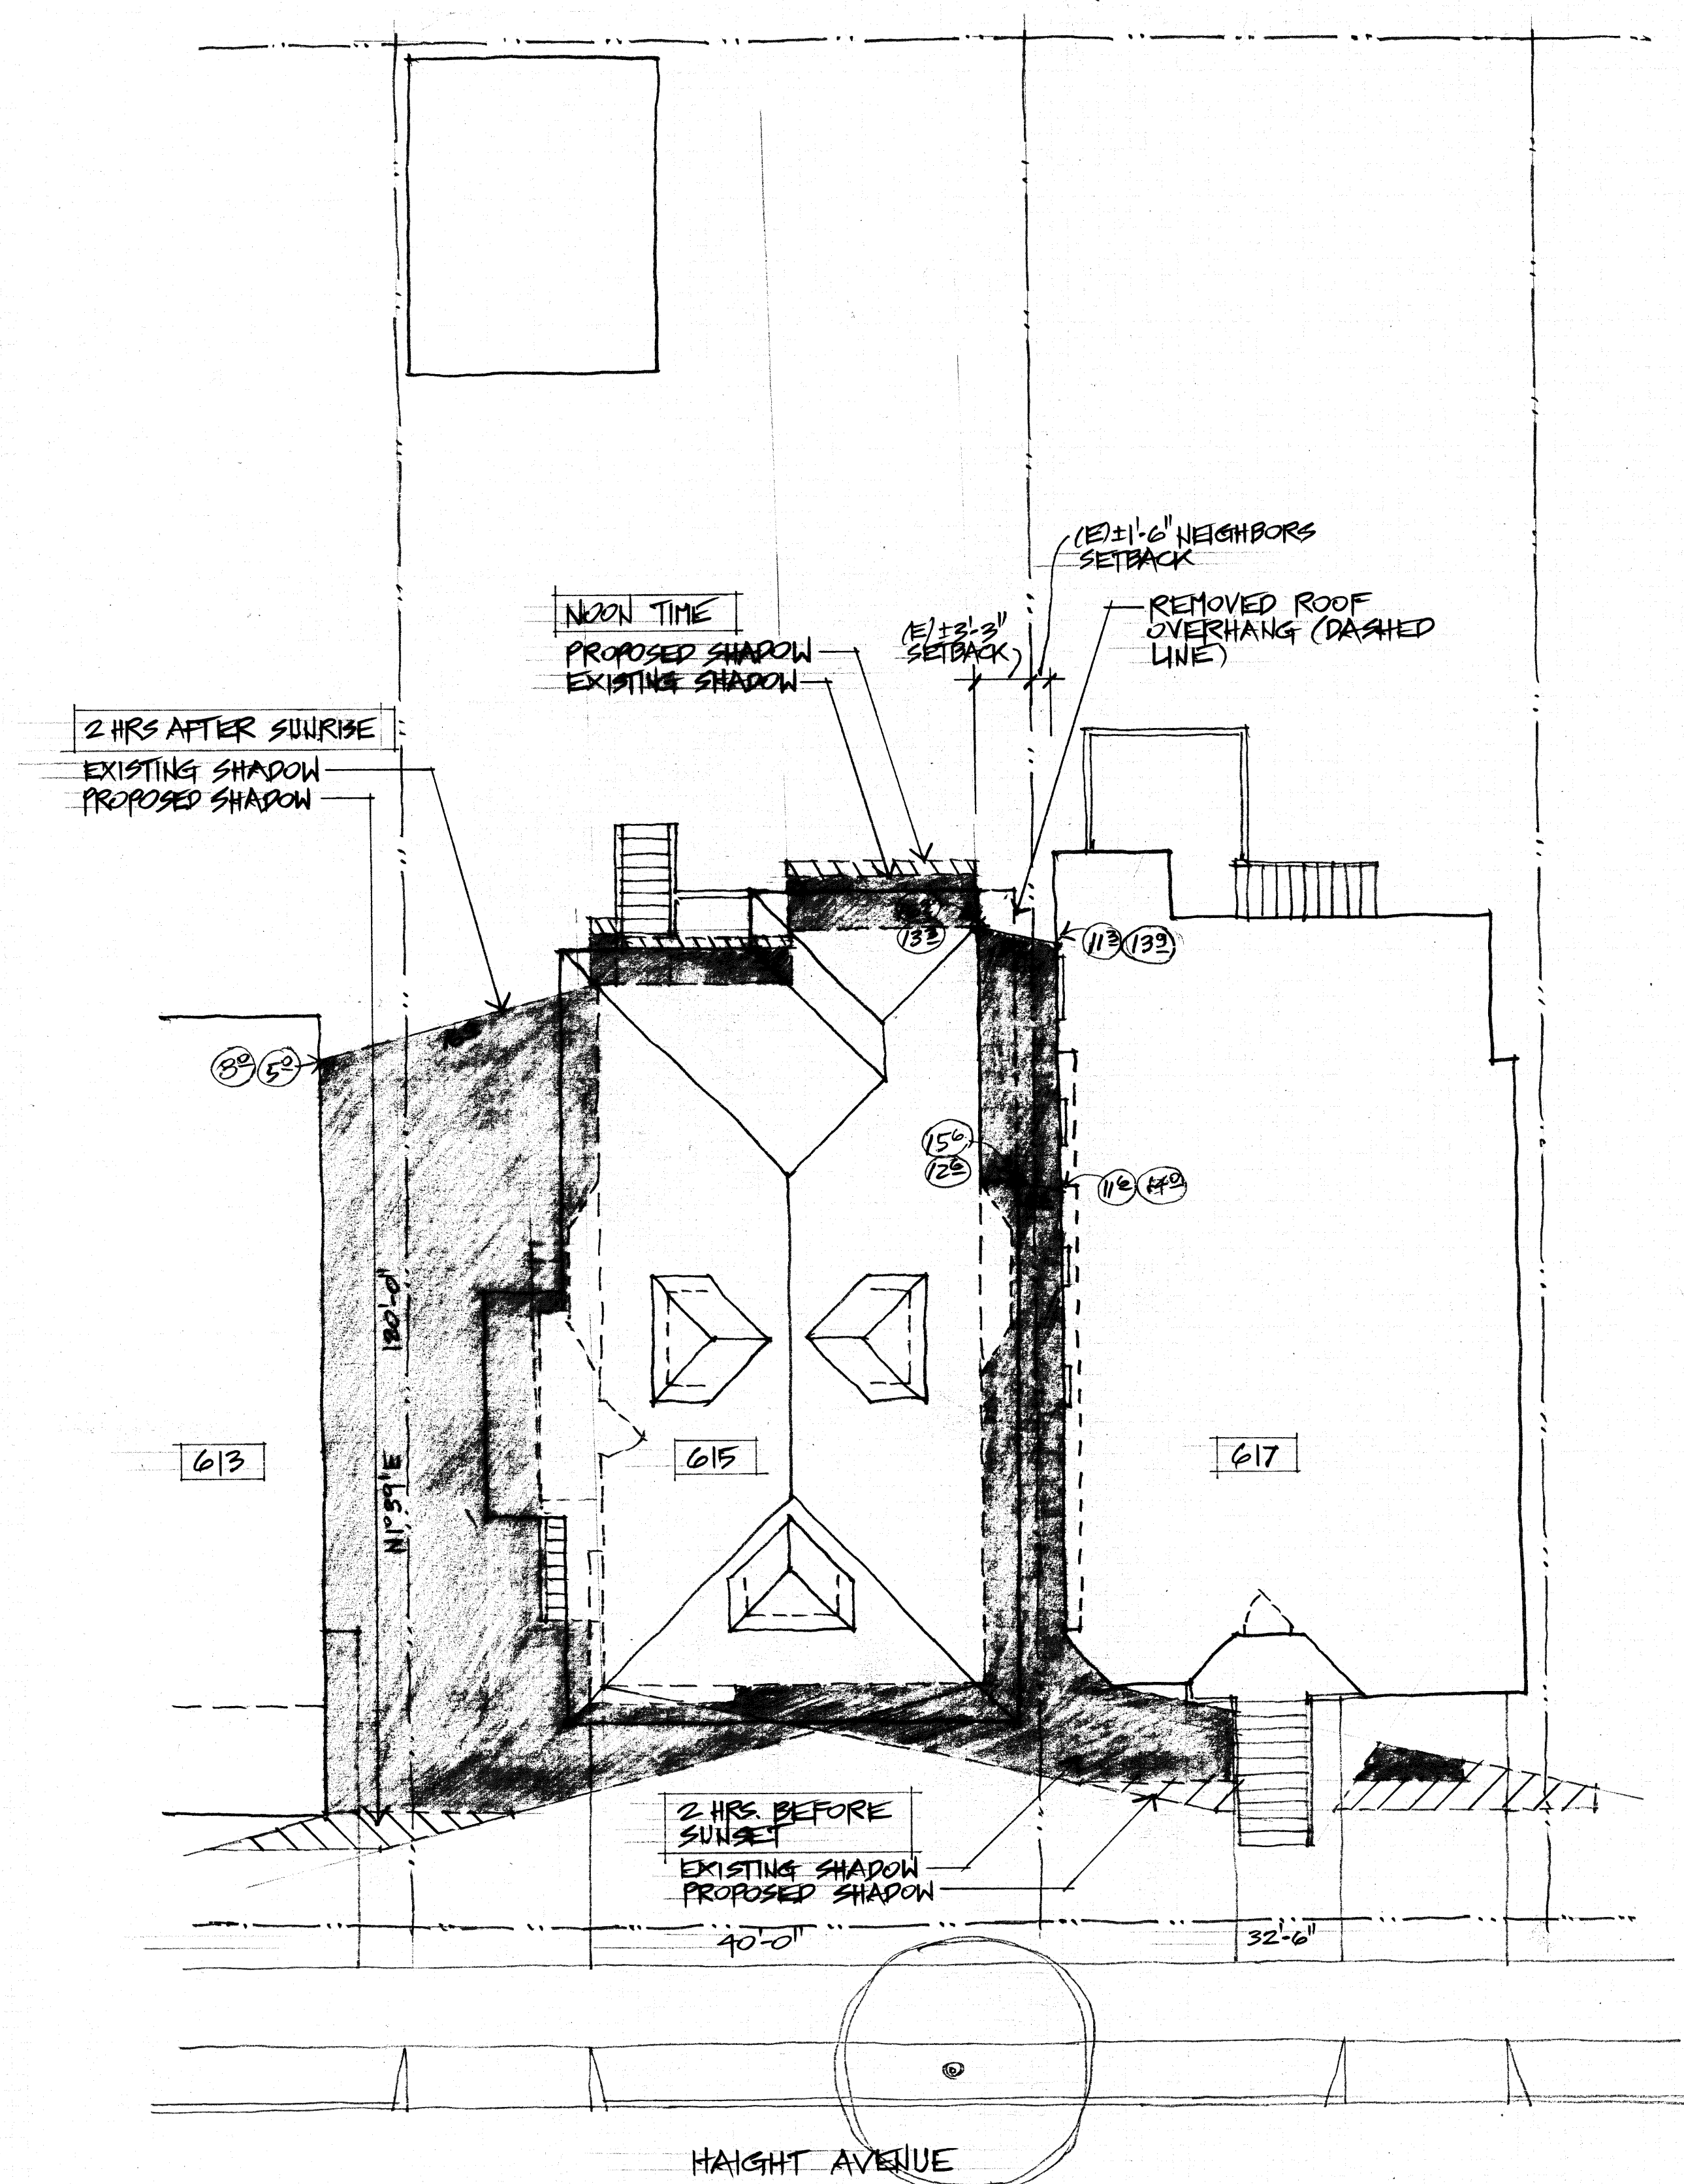 (E)±1'-6" NEIGHBORS
SETBACK
NOON TIME
PROPOSED SHADOW
EXISTING SHADOW
(E)±3'-3"
SETBACK
REMOVED ROOF
OVERHANG (DASHED
LINE)
2 HRS AFTER SUNRISE
EXISTING SHADOW
PROPOSED SHADOW
13³
11³ 13⁹
8⁰ 5⁰
15⁶
12⁶
11⁶
180'-0"
N1°59'E
613
615
617
2 HRS. BEFORE
SUNSET
EXISTING SHADOW
PROPOSED SHADOW
40'-0"
32'-6"
HAIGHT AVENUE